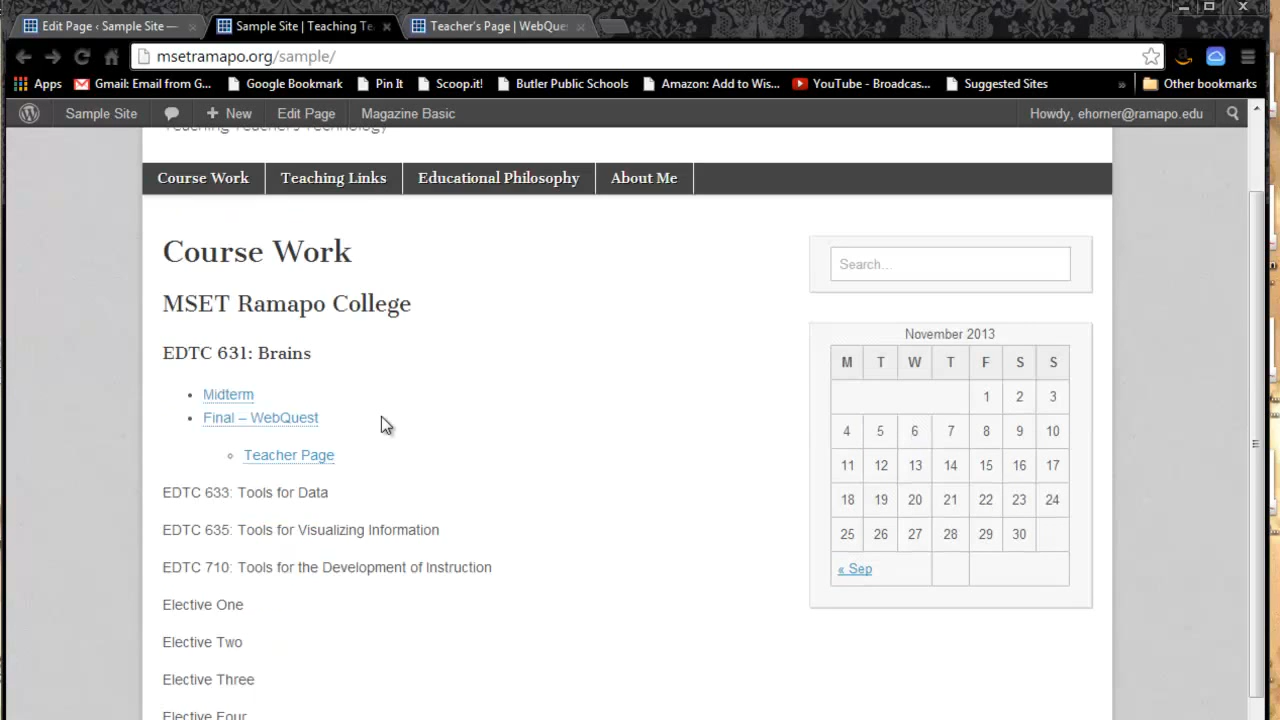 Edit Page ‹ Sample Site —
Sample Site | Teaching Te
Teacher's Page | WebQue
msetramapo.org/sample/
Apps
Gmail: Email from G...
Google Bookmark
Pin It
Scoop.it!
Butler Public Schools
Amazon: Add to Wis...
YouTube - Broadcas...
Suggested Sites
»
Other bookmarks
Sample Site
+ New
Edit Page
Magazine Basic
Howdy, ehorner@ramapo.edu
Teaching Teachers Technology
Course Work
Teaching Links
Educational Philosophy
About Me
Course Work
Search...
MSET Ramapo College
EDTC 631: Brains
• Midterm
• Final – WebQuest
◦ Teacher Page
EDTC 633: Tools for Data
EDTC 635: Tools for Visualizing Information
EDTC 710: Tools for the Development of Instruction
Elective One
Elective Two
Elective Three
Elective Four
November 2013
M T W T F S S
1 2 3
4 5 6 7 8 9 10
11 12 13 14 15 16 17
18 19 20 21 22 23 24
25 26 27 28 29 30
« Sep